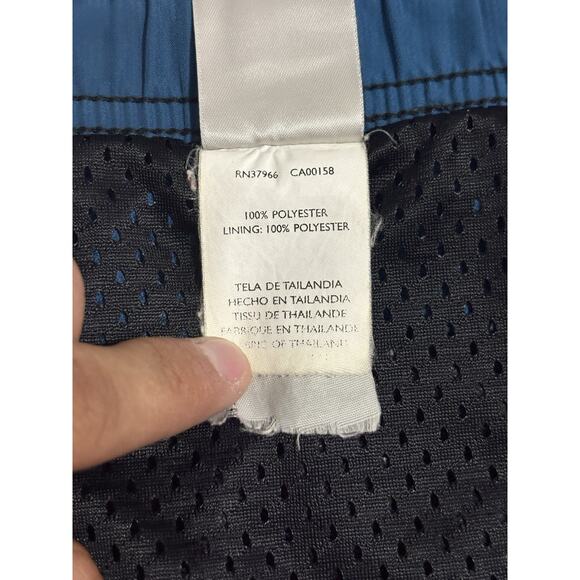 RN37966 CA00158
100% POLYESTER
LINING: 100% POLYESTER
TELA DE TAILANDIA
HECHO EN TAILANDIA
TISSU DE THAILANDE
FABRIQUE EN THAILANDE
OF THAILAND